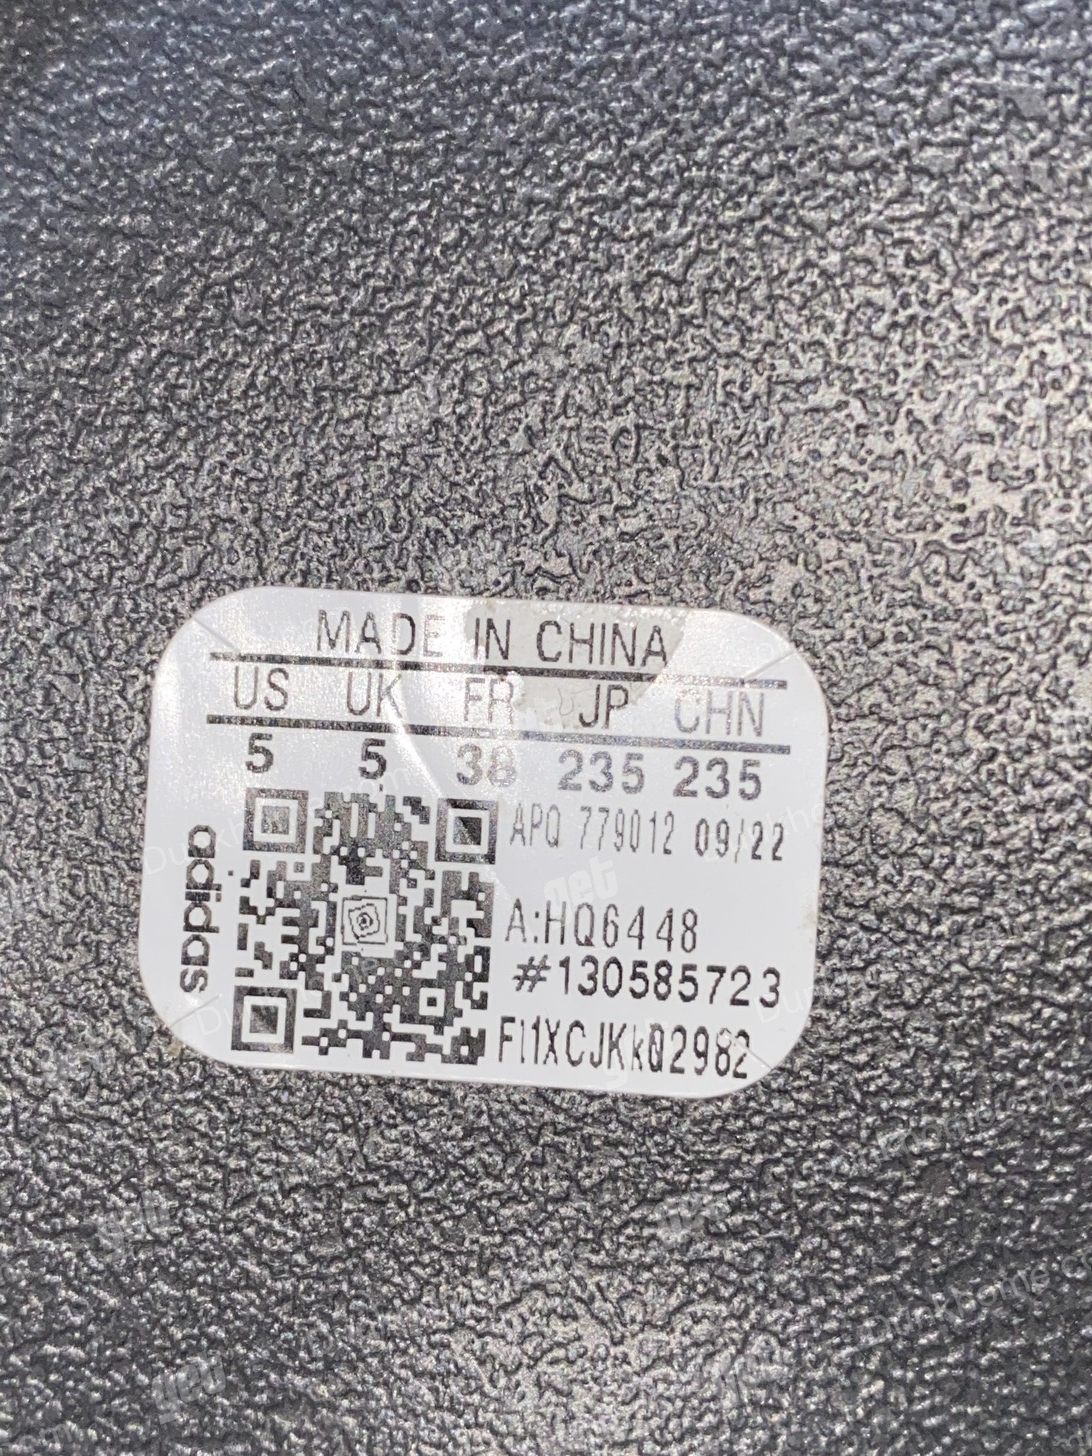 MADE IN CHINA
US UK FR JP CHN
5 5 38 235 235
APQ 779012 09/22
A:HQ6448
#130585723
adidas